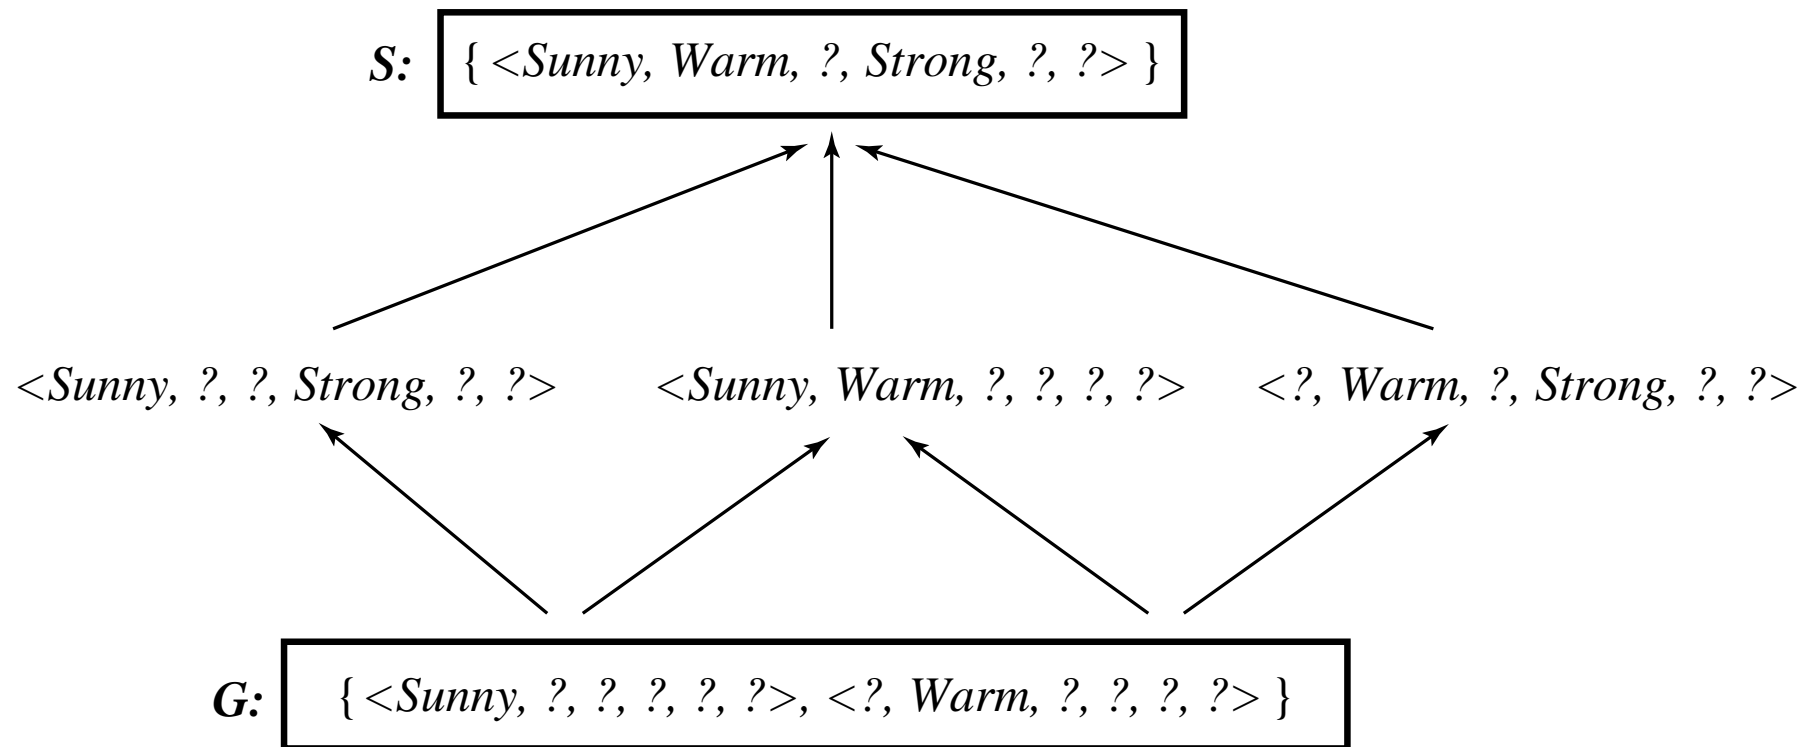 S: { <Sunny, Warm, ?, Strong, ?, ?> }
<Sunny, ?, ?, Strong, ?, ?> <Sunny, Warm, ?, ?, ?, ?> <?, Warm, ?, Strong, ?, ?>
G: { <Sunny, ?, ?, ?, ?, ?>, <?, Warm, ?, ?, ?, ?> }